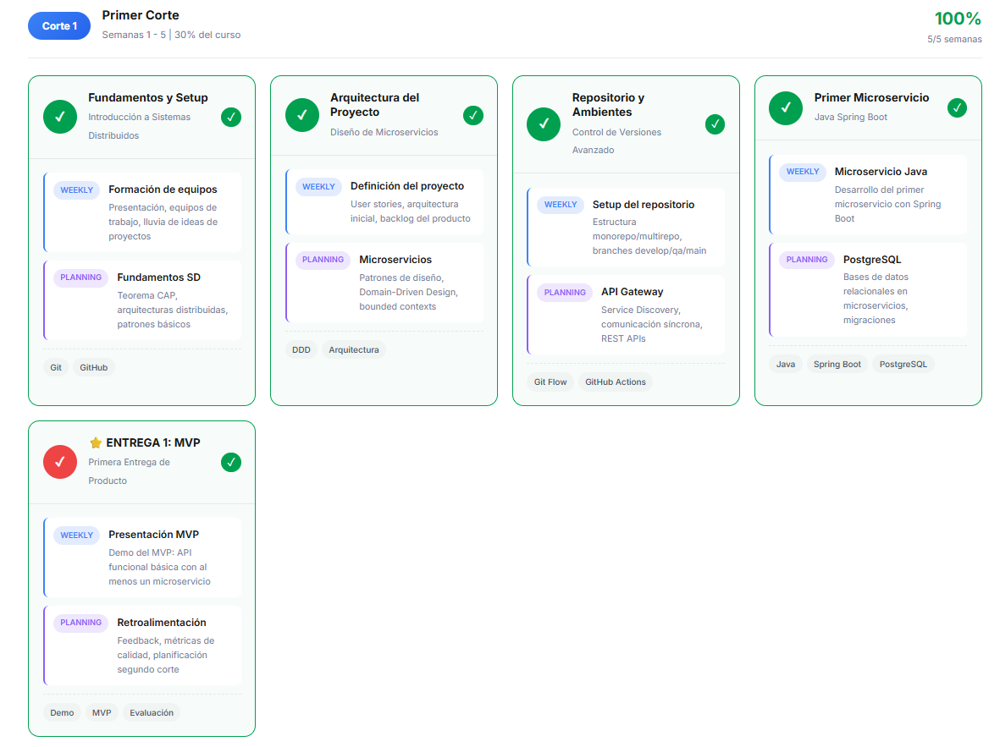 Corte 1
Primer Corte
Semanas 1 - 5 | 30% del curso
100%
5/5 semanas
Fundamentos y Setup
Introducción a Sistemas
Distribuidos
WEEKLY
Formación de equipos
Presentación, equipos de
trabajo, lluvia de ideas de
proyectos
PLANNING
Fundamentos SD
Teorema CAP,
arquitecturas distribuidas,
patrones básicos
Git
GitHub
Arquitectura del
Proyecto
Diseño de Microservicios
WEEKLY
Definición del proyecto
User stories, arquitectura
inicial, backlog del producto
PLANNING
Microservicios
Patrones de diseño,
Domain-Driven Design,
bounded contexts
DDD
Arquitectura
Repositorio y
Ambientes
Control de Versiones
Avanzado
WEEKLY
Setup del repositorio
Estructura
monorepo/multirepo,
branches develop/qa/main
PLANNING
API Gateway
Service Discovery,
comunicación síncrona,
REST APIs
Git Flow
GitHub Actions
Primer Microservicio
Java Spring Boot
WEEKLY
Microservicio Java
Desarrollo del primer
microservicio con Spring
Boot
PLANNING
PostgreSQL
Bases de datos
relacionales en
microservicios,
migraciones
Java
Spring Boot
PostgreSQL
ENTREGA 1: MVP
Primera Entrega de
Producto
WEEKLY
Presentación MVP
Demo del MVP: API
funcional básica con al
menos un microservicio
PLANNING
Retroalimentación
Feedback, métricas de
calidad, planificación
segundo corte
Demo
MVP
Evaluación